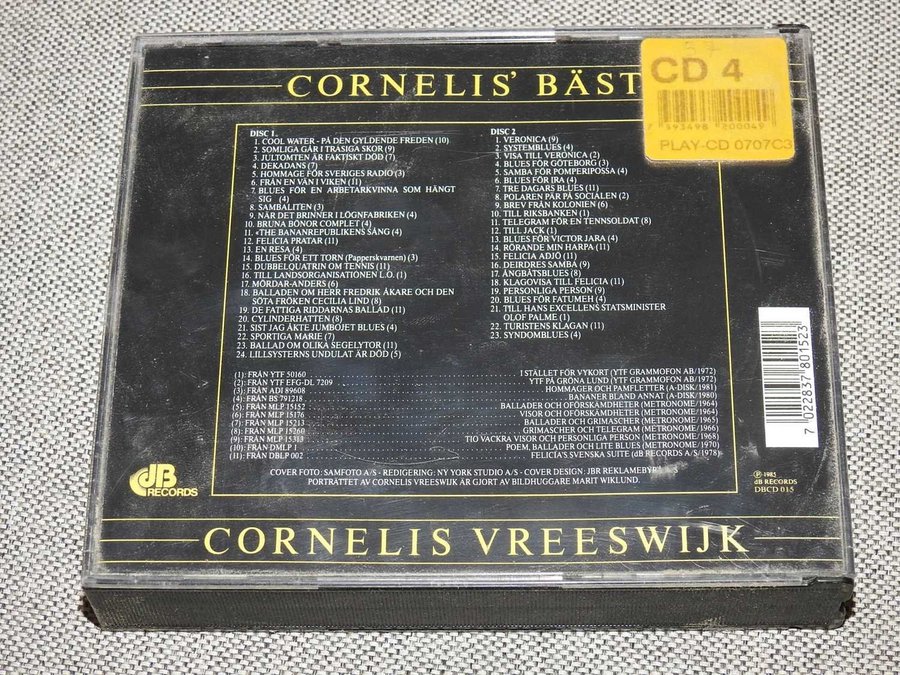 CORNELIS' BÄST
CD 4
7 393498 200049
PLAY-CD 0707C3
DISC 1.
1. COOL WATER - PÅ DEN GYLDENE FREDEN (10)
2. SOMLIGA GÅR I TRASIGA SKOR (9)
3. JULTOMTEN ÄR FAKTISKT DÖD (7)
4. DEKADANS (7)
5. HOMMAGE FÖR SVERIGES RADIO (3)
6. FRÅN EN VÄN I VIKEN (11)
7. BLUES FÖR EN ARBETARKVINNA SOM HÄNGT
SIG (4)
8. SAMBALITEN (3)
9. NÄR DET BRINNER I LÖGNFABRIKEN (4)
10. BRUNA BÖNOR COMPLET (4)
11. «THE BANANREPUBLIKENS SÅNG (4)
12. FELICIA PRATAR (11)
13. EN RESA (4)
14. BLUES FÖR ETT TORN (Papperskvarnen) (3)
15. DUBBELQUATRIN OM TENNIS (11)
16. TILL LANDSORGANISATIONEN L.O. (1)
17. MÖRDAR-ANDERS (6)
18. BALLADEN OM HERR FREDRIK ÅKARE OCH DEN
SÖTA FRÖKEN CECILIA LIND (8)
19. DE FATTIGA RIDDARNAS BALLAD (11)
20. CYLINDERHATTEN (8)
21. SIST JAG ÅKTE JUMBOJET BLUES (4)
22. SPORTIGA MARIE (7)
23. BALLAD OM OLIKA SEGELYTOR (11)
24. LILLSYSTERNS UNDULAT ÄR DÖD (5)
DISC 2
1. VERONICA (9)
2. SYSTEMBLUES (4)
3. VISA TILL VERONICA (2)
4. BLUES FÖR GÖTEBORG (3)
5. SAMBA FÖR POMPERIPOSSA (4)
6. BLUES FÖR IRA (4)
7. TRE DAGARS BLUES (11)
8. POLAREN PÄR PÅ SOCIALEN (2)
9. BREV FRÅN KOLONIEN (6)
10. TILL RIKSBANKEN (1)
11. TELEGRAM FÖR EN TENNSOLDAT (8)
12. TILL JACK (1)
13. BLUES FÖR VICTOR JARA (4)
14. RÖRANDE MIN HARPA (11)
15. FELICIA ADJÖ (11)
16. DEIRDRES SAMBA (9)
17. ÅNGBÅTSBLUES (8)
18. KLAGOVISA TILL FELICIA (11)
19. PERSONLIGA PERSON (9)
20. BLUES FÖR FATUMEH (4)
21. TILL HANS EXCELLENS STATSMINISTER
OLOF PALME (1)
22. TURISTENS KLAGAN (11)
23. SYNDOMBLUES (4)
(1): FRÅN YTF 50160 I STÄLLET FÖR VYKORT (YTF GRAMMOFON AB/1972)
(2): FRÅN YTF EFG-DL 7209 YTF PÅ GRÖNA LUND (YTF GRAMMOFON AB/1972)
(3): FRÅN ADI 89608 HOMMAGER OCH PAMFLETTER (A-DISK/1981)
(4): FRÅN BS 791218 BANANER BLAND ANNAT (A-DISK/1980)
(5): FRÅN MLP 15152 BALLADER OCH OFÖRSKÄMDHETER (METRONOME/1964)
(6): FRÅN MLP 15176 VISOR OCH OFÖRSKÄMDHETER (METRONOME/1964)
(7): FRÅN MLP 15213 BALLADER OCH GRIMASCHER (METRONOME/1965)
(8): FRÅN MLP 15260 GRIMASCHER OCH TELEGRAM (METRONOME/1966)
(9): FRÅN MLP 15313 TIO VACKRA VISOR OCH PERSONLIGA PERSON (METRONOME/1968)
(10): FRÅN DMLP 1 POEM, BALLADER OCH LITE BLUES (METRONOME/1970)
(11): FRÅN DBLP 002 FELICIA'S SVENSKA SUITE (dB RECORDS A/S/1978)
COVER FOTO: SAMFOTO A/S - REDIGERING: NY YORK STUDIO A/S - COVER DESIGN: JBR REKLAMEBYRÅ A/S
PORTRÄTTET AV CORNELIS VREESWIJK ÄR GJORT AV BILDHUGGARE MARIT WIKLUND.
dB
RECORDS
7 022837 801523
Ⓟ 1985
dB RECORDS
DBCD 015
CORNELIS VREESWIJK